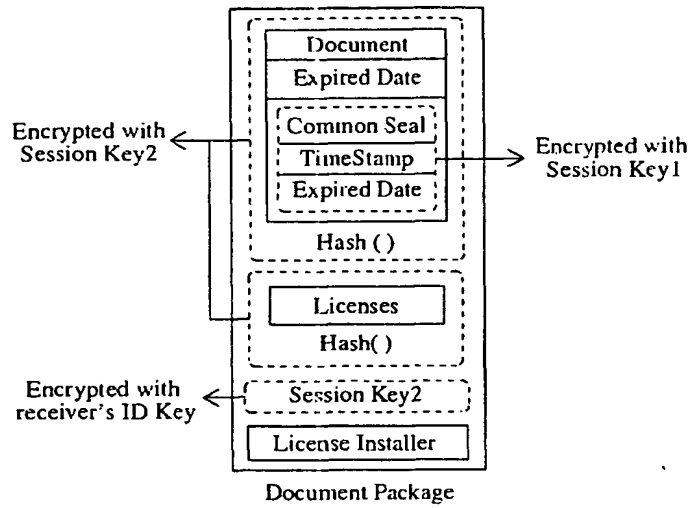 Document
Expired Date
Common Seal
TimeStamp
Expired Date
Hash ( )
Encrypted with
Session Key2
Encrypted with
Session Key1
Licenses
Hash( )
Encrypted with
receiver's ID Key
Session Key2
License Installer
Document Package